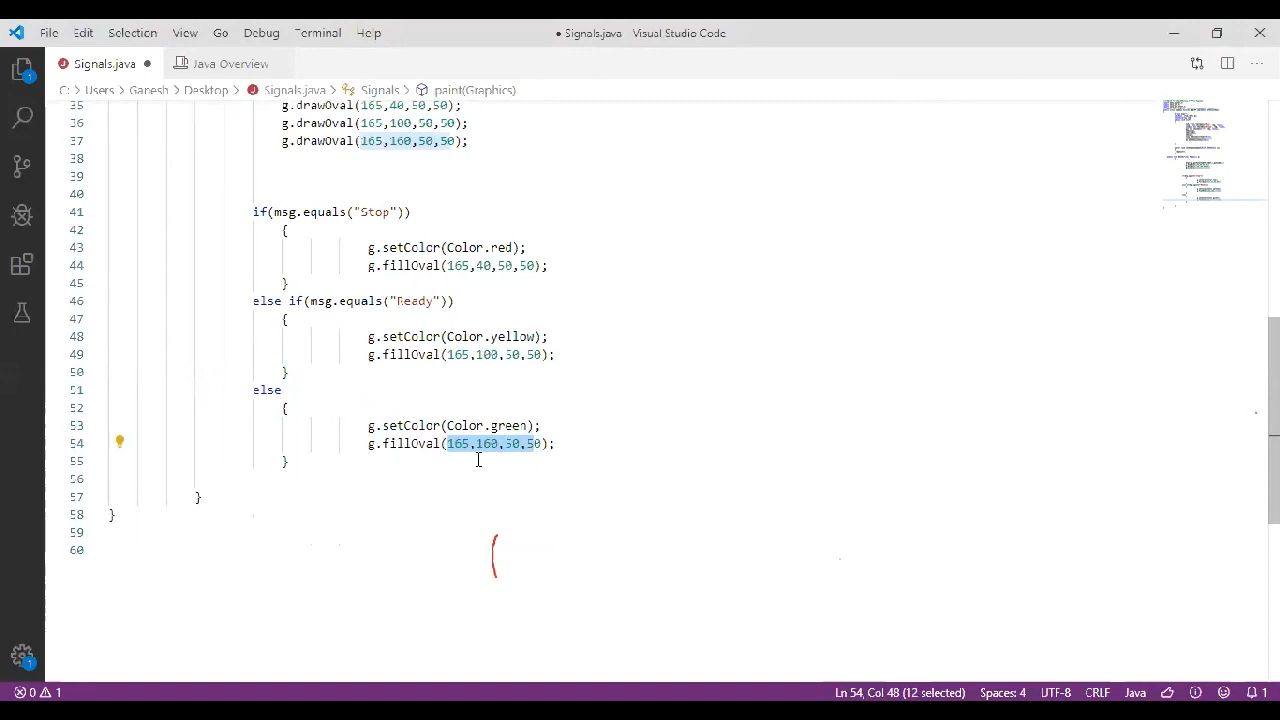 File Edit Selection View Go Debug Terminal Help
● Signals.java - Visual Studio Code
Signals.java ●
Java Overview
C: > Users > Ganesh > Desktop > Signals.java > Signals > paint(Graphics)
35 g.drawOval(165,40,50,50);
36 g.drawOval(165,100,50,50);
37 g.drawOval(165,160,50,50);
38
39
40
41 if(msg.equals("Stop"))
42 {
43 g.setColor(Color.red);
44 g.fillOval(165,40,50,50);
45 }
46 else if(msg.equals("Ready"))
47 {
48 g.setColor(Color.yellow);
49 g.fillOval(165,100,50,50);
50 }
51 else
52 {
53 g.setColor(Color.green);
54 g.fillOval(165,160,50,50);
55 }
56
57 }
58 }
59
60
0 1 Ln 54, Col 48 (12 selected) Spaces: 4 UTF-8 CRLF Java 1